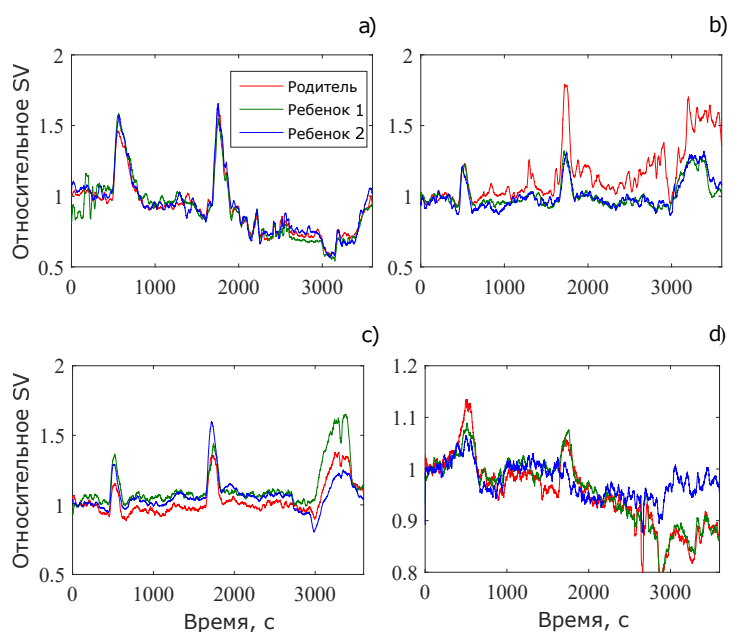 a)
b)
2
1.5
1
0.5
0 1000 2000 3000
Относительное SV
Родитель
Ребенок 1
Ребенок 2
2
1.5
1
0.5
0 1000 2000 3000
c)
d)
2
1.5
1
0.5
0 1000 2000 3000
Относительное SV
Время, с
1.2
1.1
1
0.9
0.8
0 1000 2000 3000
Время, с